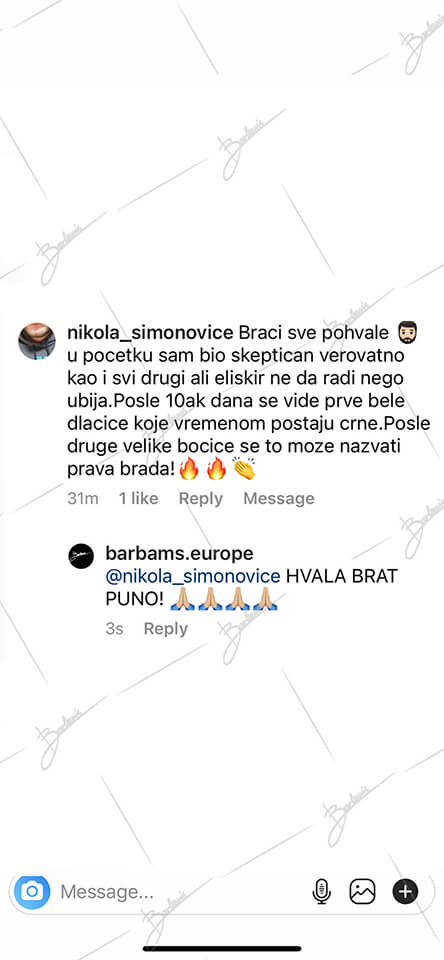 nikola_simonovice Braci sve pohvale 🧔🏻
u pocetku sam bio skeptican verovatno
kao i svi drugi ali eliskir ne da radi nego
ubija.Posle 10ak dana se vide prve bele
dlacice koje vremenom postaju crne.Posle
druge velike bocice se to moze nazvati
prava brada!🔥🔥👏
31m 1 like Reply Message
barbams.europe
@nikola_simonovice HVALA BRAT
PUNO! 🙏🏼🙏🏼🙏🏼🙏🏼
3s Reply
Message...